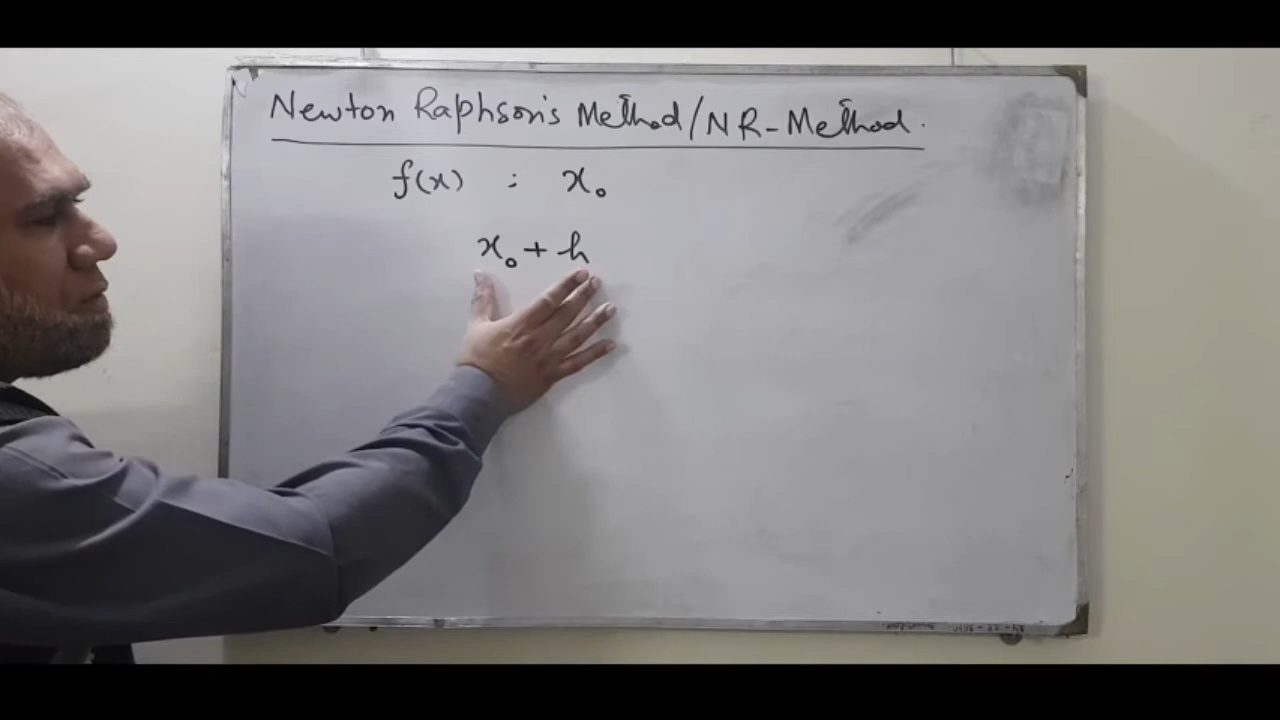 Newton Raphson's Method/NR-Method.
f(x) : x₀
x₀ + h